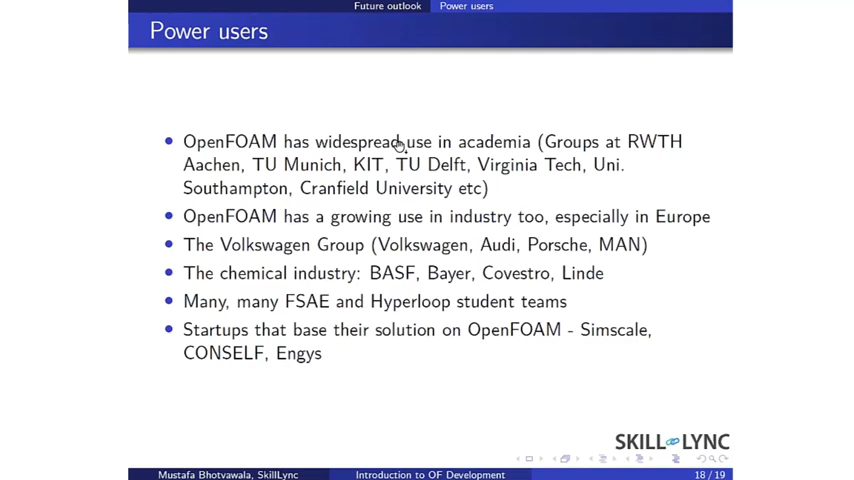 Future outlook Power users
Power users
OpenFOAM has widespread use in academia (Groups at RWTH
Aachen, TU Munich, KIT, TU Delft, Virginia Tech, Uni.
Southampton, Cranfield University etc)
OpenFOAM has a growing use in industry too, especially in Europe
The Volkswagen Group (Volkswagen, Audi, Porsche, MAN)
The chemical industry: BASF, Bayer, Covestro, Linde
Many, many FSAE and Hyperloop student teams
Startups that base their solution on OpenFOAM - Simscale,
CONSELF, Engys
SKILL LYNC
Mustafa Bhotvawala, SkillLync Introduction to OF Development 18 / 19